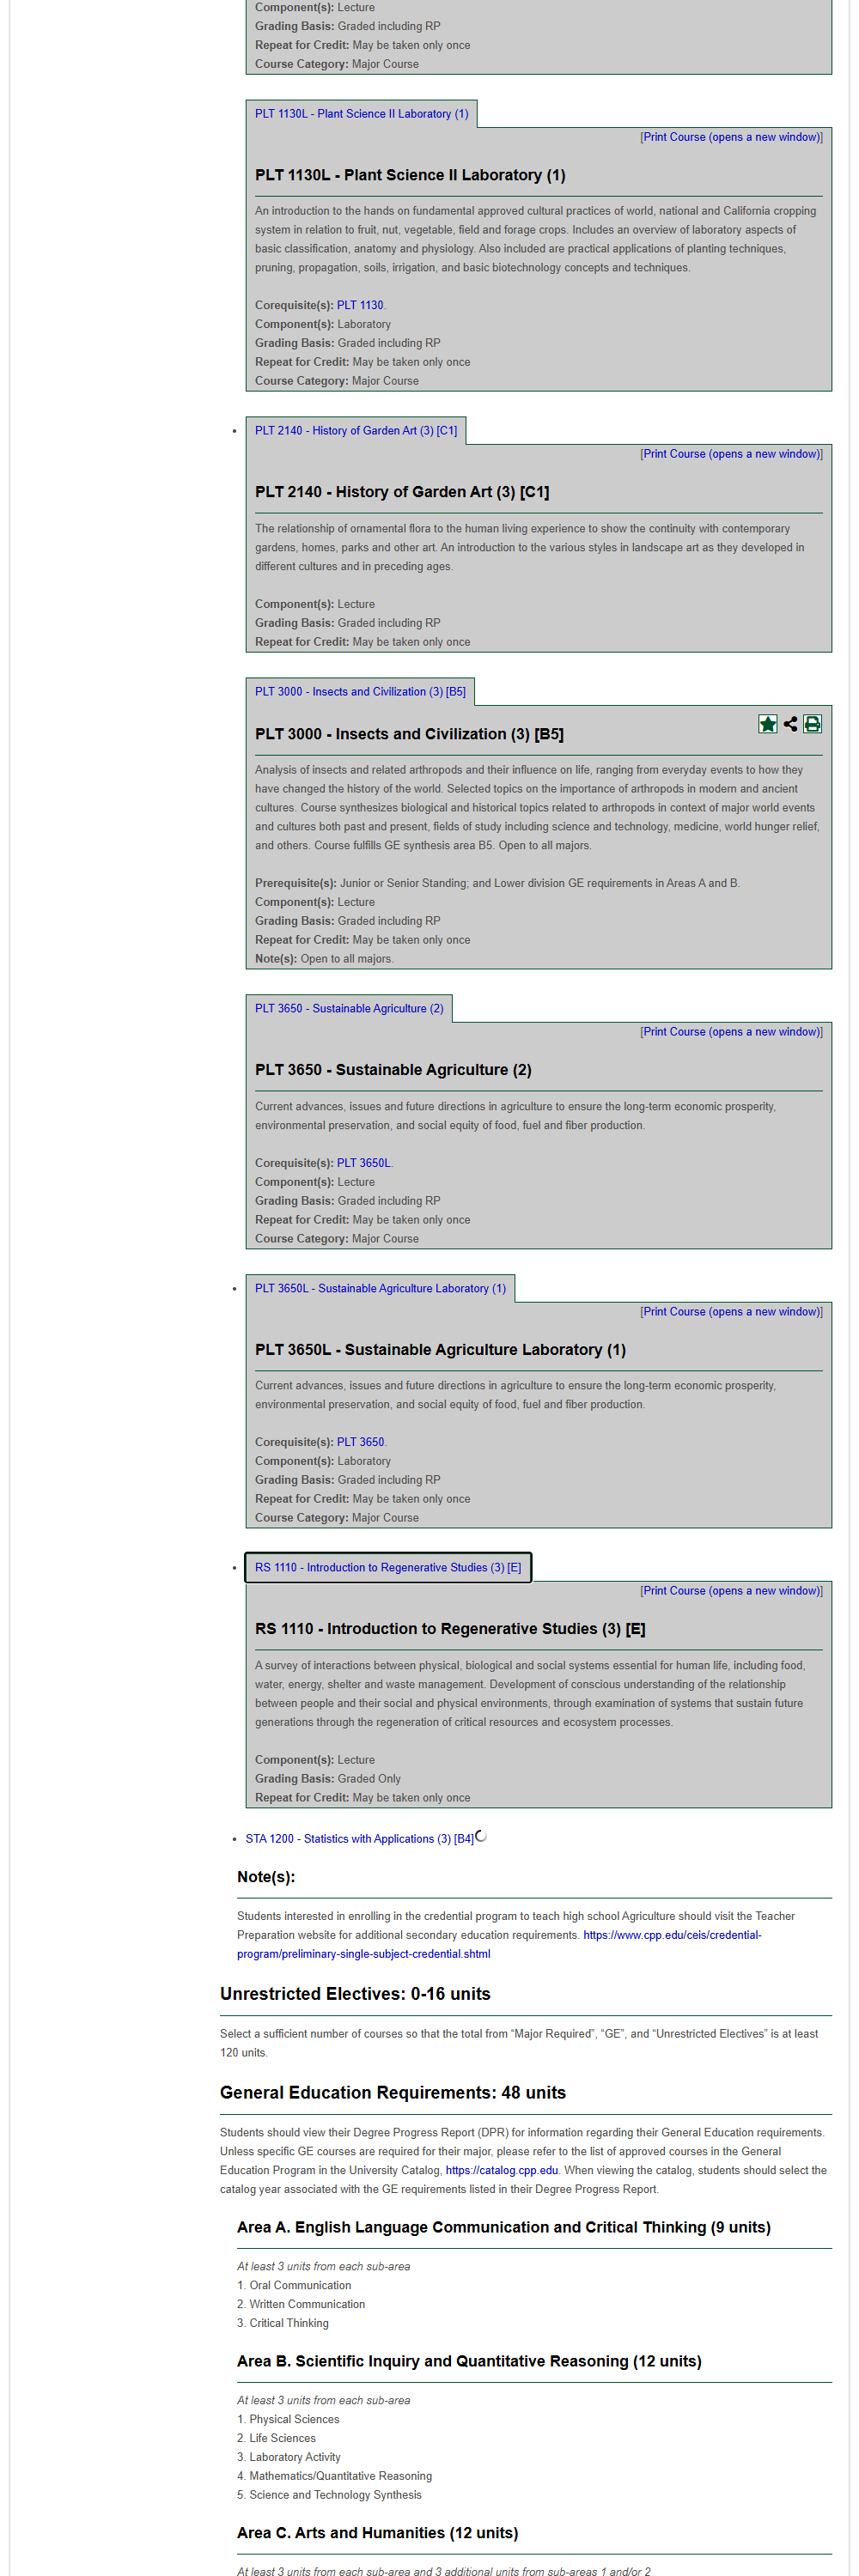 Component(s): Lecture
Grading Basis: Graded including RP
Repeat for Credit: May be taken only once
Course Category: Major Course
PLT 1130L - Plant Science II Laboratory (1)
[Print Course (opens a new window)]
PLT 1130L - Plant Science II Laboratory (1)
An introduction to the hands on fundamental approved cultural practices of world, national and California cropping
system in relation to fruit, nut, vegetable, field and forage crops. Includes an overview of laboratory aspects of
basic classification, anatomy and physiology. Also included are practical applications of planting techniques,
pruning, propagation, soils, irrigation, and basic biotechnology concepts and techniques.
Corequisite(s): PLT 1130.
Component(s): Laboratory
Grading Basis: Graded including RP
Repeat for Credit: May be taken only once
Course Category: Major Course
• PLT 2140 - History of Garden Art (3) [C1]
[Print Course (opens a new window)]
PLT 2140 - History of Garden Art (3) [C1]
The relationship of ornamental flora to the human living experience to show the continuity with contemporary
gardens, homes, parks and other art. An introduction to the various styles in landscape art as they developed in
different cultures and in preceding ages.
Component(s): Lecture
Grading Basis: Graded including RP
Repeat for Credit: May be taken only once
PLT 3000 - Insects and Civilization (3) [B5]
PLT 3000 - Insects and Civilization (3) [B5]
Analysis of insects and related arthropods and their influence on life, ranging from everyday events to how they
have changed the history of the world. Selected topics on the importance of arthropods in modern and ancient
cultures. Course synthesizes biological and historical topics related to arthropods in context of major world events
and cultures both past and present, fields of study including science and technology, medicine, world hunger relief,
and others. Course fulfills GE synthesis area B5. Open to all majors.
Prerequisite(s): Junior or Senior Standing; and Lower division GE requirements in Areas A and B.
Component(s): Lecture
Grading Basis: Graded including RP
Repeat for Credit: May be taken only once
Note(s): Open to all majors.
PLT 3650 - Sustainable Agriculture (2)
[Print Course (opens a new window)]
PLT 3650 - Sustainable Agriculture (2)
Current advances, issues and future directions in agriculture to ensure the long-term economic prosperity,
environmental preservation, and social equity of food, fuel and fiber production.
Corequisite(s): PLT 3650L.
Component(s): Lecture
Grading Basis: Graded including RP
Repeat for Credit: May be taken only once
Course Category: Major Course
• PLT 3650L - Sustainable Agriculture Laboratory (1)
[Print Course (opens a new window)]
PLT 3650L - Sustainable Agriculture Laboratory (1)
Current advances, issues and future directions in agriculture to ensure the long-term economic prosperity,
environmental preservation, and social equity of food, fuel and fiber production.
Corequisite(s): PLT 3650.
Component(s): Laboratory
Grading Basis: Graded including RP
Repeat for Credit: May be taken only once
Course Category: Major Course
• RS 1110 - Introduction to Regenerative Studies (3) [E]
[Print Course (opens a new window)]
RS 1110 - Introduction to Regenerative Studies (3) [E]
A survey of interactions between physical, biological and social systems essential for human life, including food,
water, energy, shelter and waste management. Development of conscious understanding of the relationship
between people and their social and physical environments, through examination of systems that sustain future
generations through the regeneration of critical resources and ecosystem processes.
Component(s): Lecture
Grading Basis: Graded Only
Repeat for Credit: May be taken only once
• STA 1200 - Statistics with Applications (3) [B4]
Note(s):
Students interested in enrolling in the credential program to teach high school Agriculture should visit the Teacher
Preparation website for additional secondary education requirements. https://www.cpp.edu/ceis/credential-
program/preliminary-single-subject-credential.shtml
Unrestricted Electives: 0-16 units
Select a sufficient number of courses so that the total from “Major Required”, “GE”, and “Unrestricted Electives” is at least
120 units.
General Education Requirements: 48 units
Students should view their Degree Progress Report (DPR) for information regarding their General Education requirements.
Unless specific GE courses are required for their major, please refer to the list of approved courses in the General
Education Program in the University Catalog, https://catalog.cpp.edu. When viewing the catalog, students should select the
catalog year associated with the GE requirements listed in their Degree Progress Report.
Area A. English Language Communication and Critical Thinking (9 units)
At least 3 units from each sub-area
1. Oral Communication
2. Written Communication
3. Critical Thinking
Area B. Scientific Inquiry and Quantitative Reasoning (12 units)
At least 3 units from each sub-area
1. Physical Sciences
2. Life Sciences
3. Laboratory Activity
4. Mathematics/Quantitative Reasoning
5. Science and Technology Synthesis
Area C. Arts and Humanities (12 units)
At least 3 units from each sub-area and 3 additional units from sub-areas 1 and/or 2